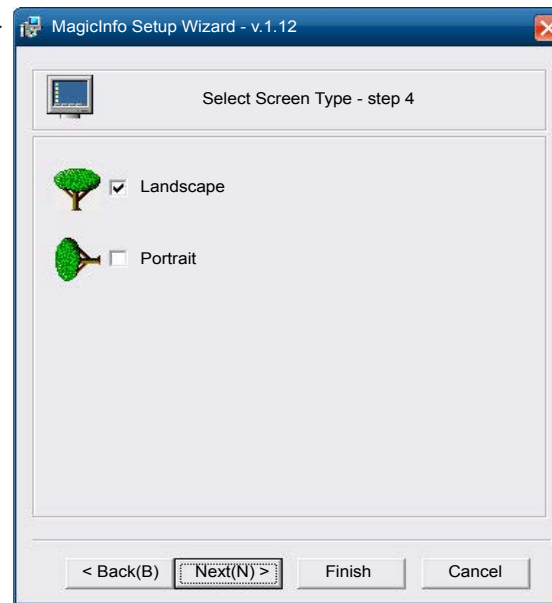 MagicInfo Setup Wizard - v.1.12
Select Screen Type - step 4
Landscape
Portrait
< Back(B) Next(N) > Finish Cancel